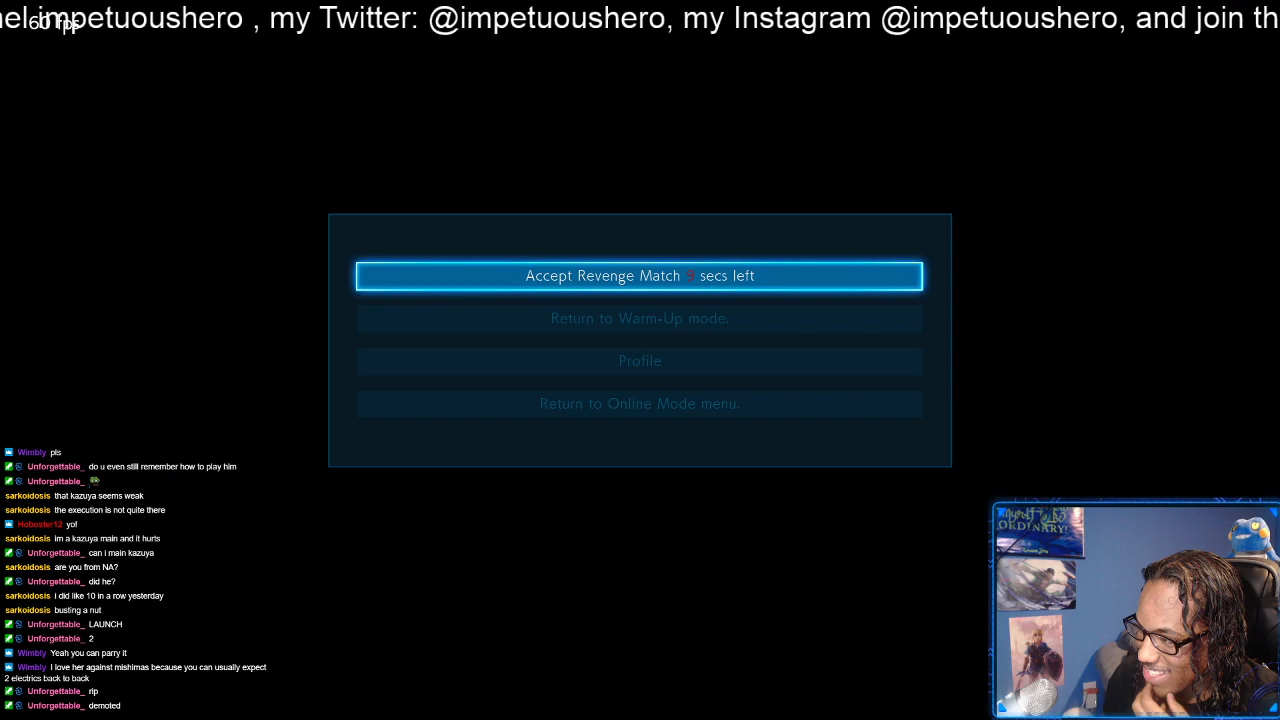 nel.impetuoushero , my Twitter: @impetuoushero, my Instagram @impetuoushero, and join th
60 fps
Accept Revenge Match 9 secs left
Return to Warm-Up mode.
Profile
Return to Online Mode menu.
Wimbly pls
Unforgettable_ do u even still remember how to play him
Unforgettable_
sarkoidosis that kazuya seems weak
sarkoidosis the execution is not quite there
Hoboster12 yo!
sarkoidosis im a kazuya main and it hurts
Unforgettable_ can i main kazuya
sarkoidosis are you from NA?
Unforgettable_ did he?
sarkoidosis i did like 10 in a row yesterday
sarkoidosis busting a nut
Unforgettable_ LAUNCH
Unforgettable_ 2
Wimbly Yeah you can parry it
Wimbly I love her against mishimas because you can usually expect
2 electrics back to back
Unforgettable_ rip
Unforgettable_ demoted
ORDINARY!